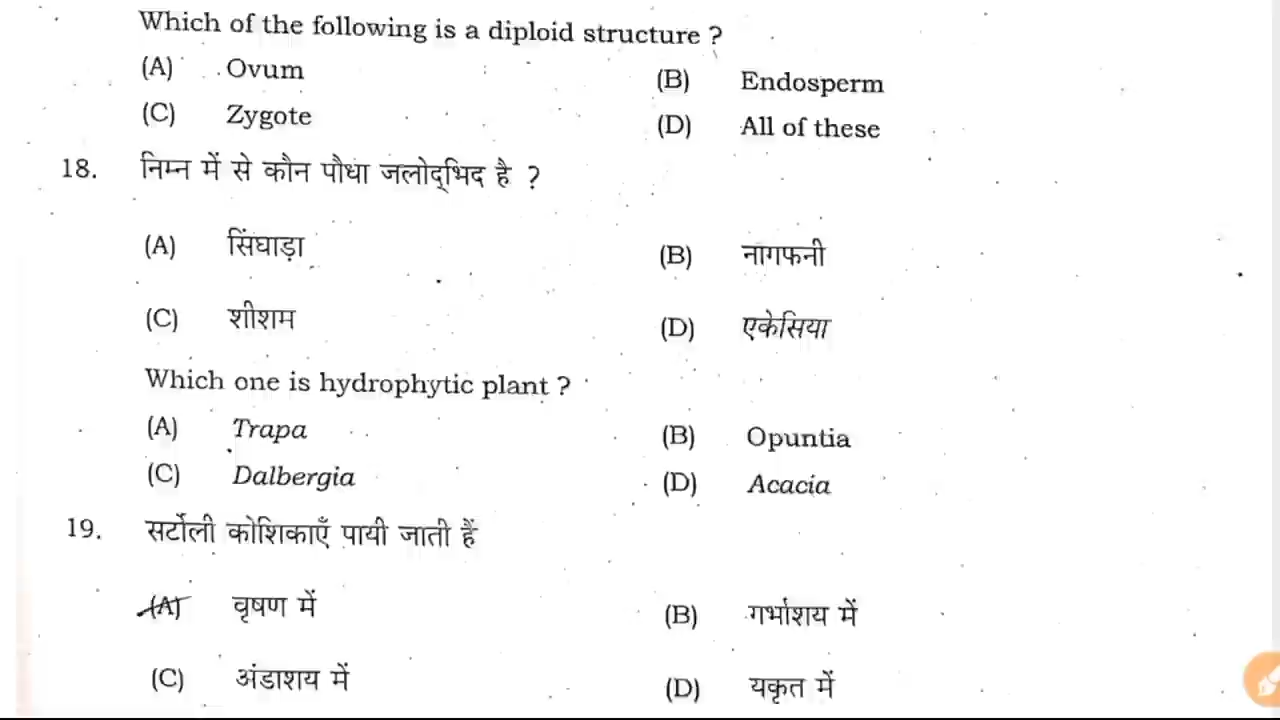 Which of the following is a diploid structure ?
(A) Ovum (B) Endosperm
(C) Zygote (D) All of these
18. निम्न में से कौन पौधा जलोद्भिद है ?
(A) सिंघाड़ा (B) नागफनी
(C) शीशम (D) एकेसिया
Which one is hydrophytic plant ?
(A) Trapa (B) Opuntia
(C) Dalbergia (D) Acacia
19. सर्टोली कोशिकाएँ पायी जाती हैं
(A) वृषण में (B) गर्भाशय में
(C) अंडाशय में (D) यकृत में